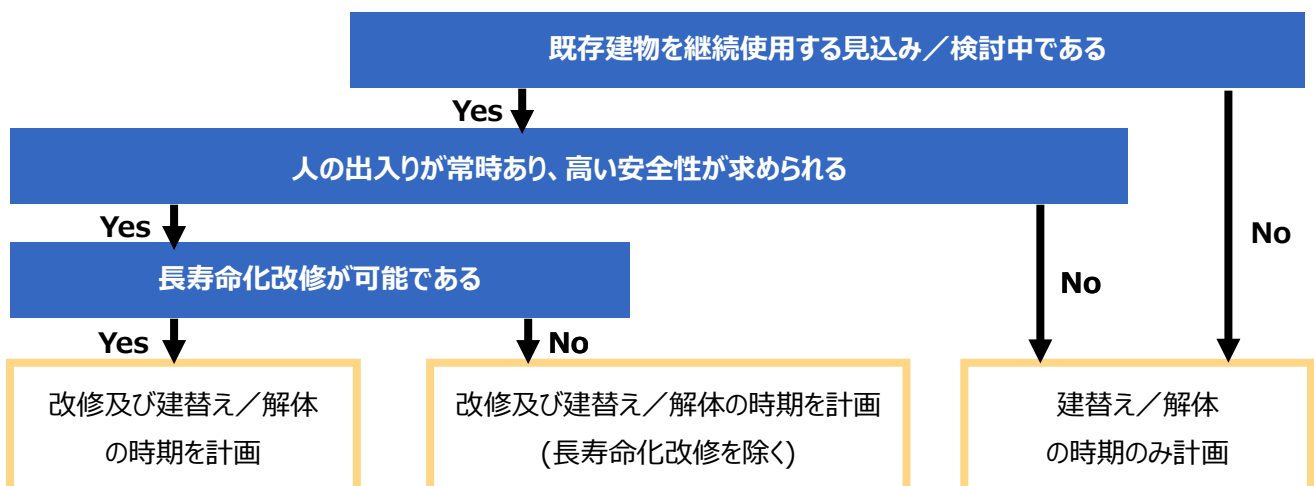 既存建物を継続使用する見込み／検討中である
Yes
人の出入りが常時あり、高い安全性が求められる
Yes
No
No
長寿命化改修が可能である
Yes
No
改修及び建替え／解体
の時期を計画
改修及び建替え／解体の時期を計画
(長寿命化改修を除く)
建替え／解体
の時期のみ計画